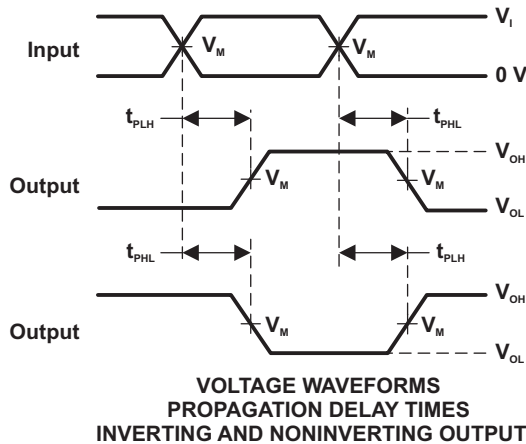 V_I
Input
V_M
V_M
0 V
t_PLH
t_PHL
V_OH
Output
V_M
V_M
V_OL
t_PHL
t_PLH
V_OH
Output
V_M
V_M
V_OL
VOLTAGE WAVEFORMS
PROPAGATION DELAY TIMES
INVERTING AND NONINVERTING OUTPUT